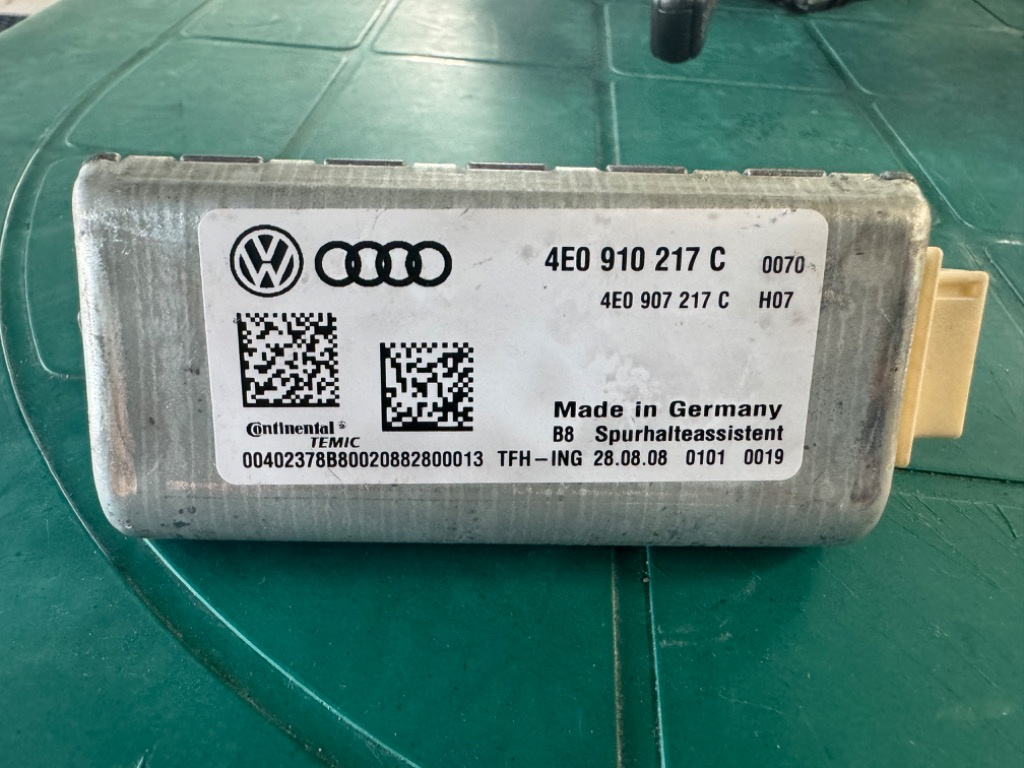 4E0 910 217 C 0070
4E0 907 217 C H07
Made in Germany
Continental
TEMIC
B8 Spurhalteassistent
00402378B80020882800013 TFH-ING 28.08.08 0101 0019